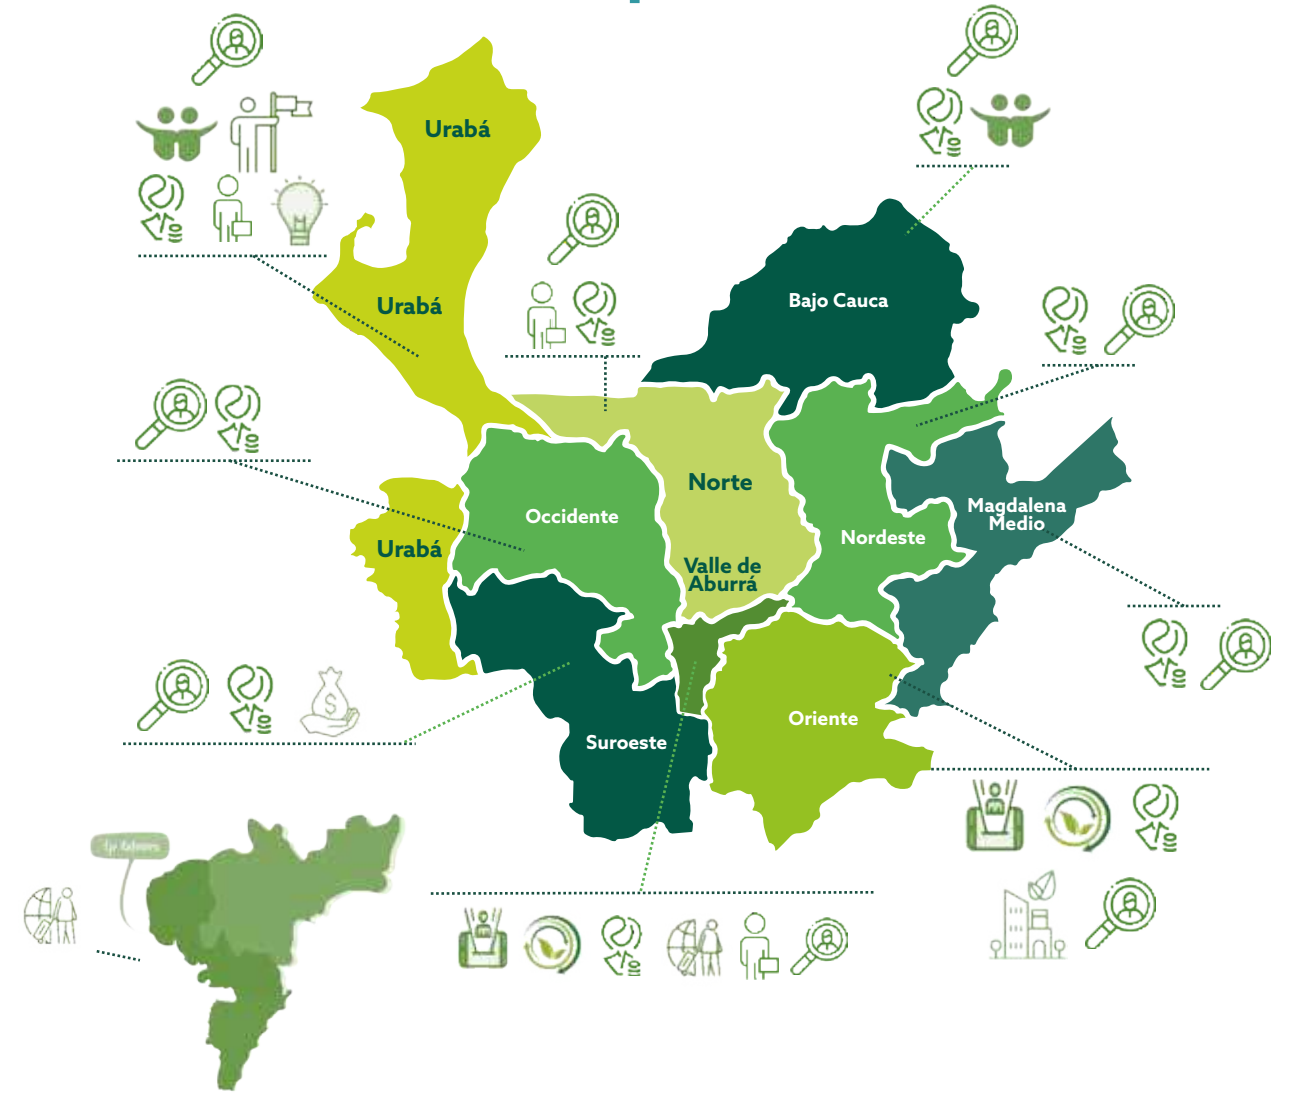 Urabá
Urabá
Bajo Cauca
Norte
Magdalena
Medio
Occidente
Nordeste
Urabá
Valle de
Aburrá
Oriente
Suroeste
$